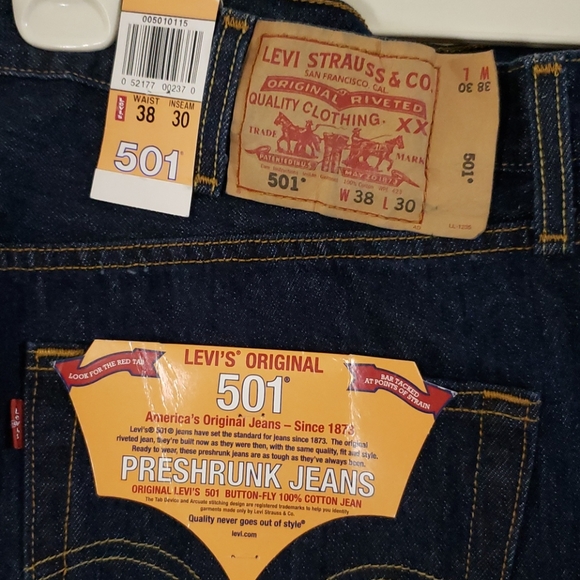 005010115
0 52177 00237 0
Levi's
WAIST INSEAM
38 30
501®
LEVI STRAUSS & CO.
SAN FRANCISCO, CAL.
ORIGINAL RIVETED
QUALITY CLOTHING.
XX
TRADE MARK
PATENTED IN U.S. MAY 20 1873
501®
W 38 L 30
W L
38 30
501®
LOOK FOR THE RED TAB
BAR TACKED
AT POINTS OF STRAIN
LEVI'S® ORIGINAL
501®
America's Original Jeans – Since 1873
Levi's® 501® jeans have set the standard for jeans since 1873. The original
riveted jean, they're built now as they were then, with the same quality, fit and style.
Ready to wear, these preshrunk jeans are as tough as they've always been.
PRESHRUNK JEANS
ORIGINAL LEVI'S® 501® BUTTON-FLY 100% COTTON JEAN
The Tab Device and Arcuate stitching design are registered trademarks to help you identify
garments made only by Levi Strauss & Co.
Quality never goes out of style®
levi.com
LEVI'S